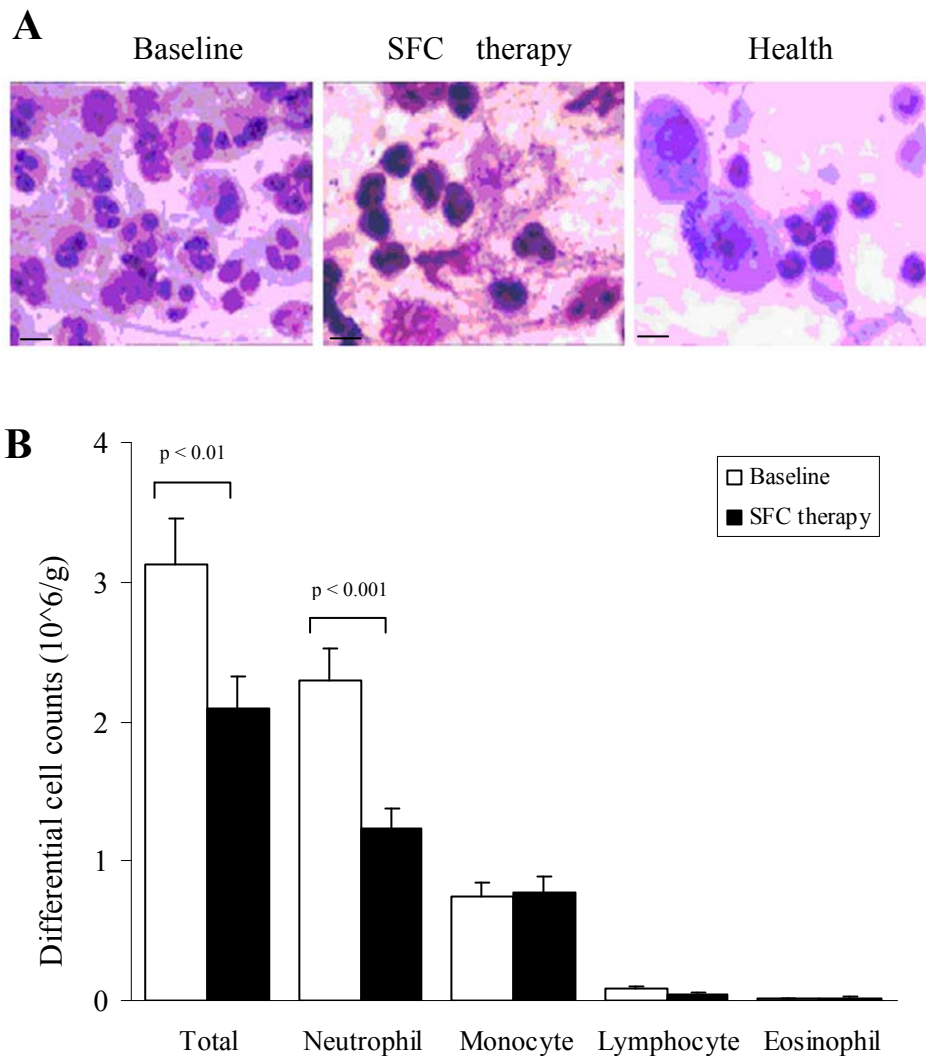 A
Baseline
SFC therapy
Health
B
4
3
2
1
0
Differential cell counts (10^6/g)
p < 0.01
p < 0.001
Baseline
SFC therapy
Total
Neutrophil
Monocyte
Lymphocyte
Eosinophil